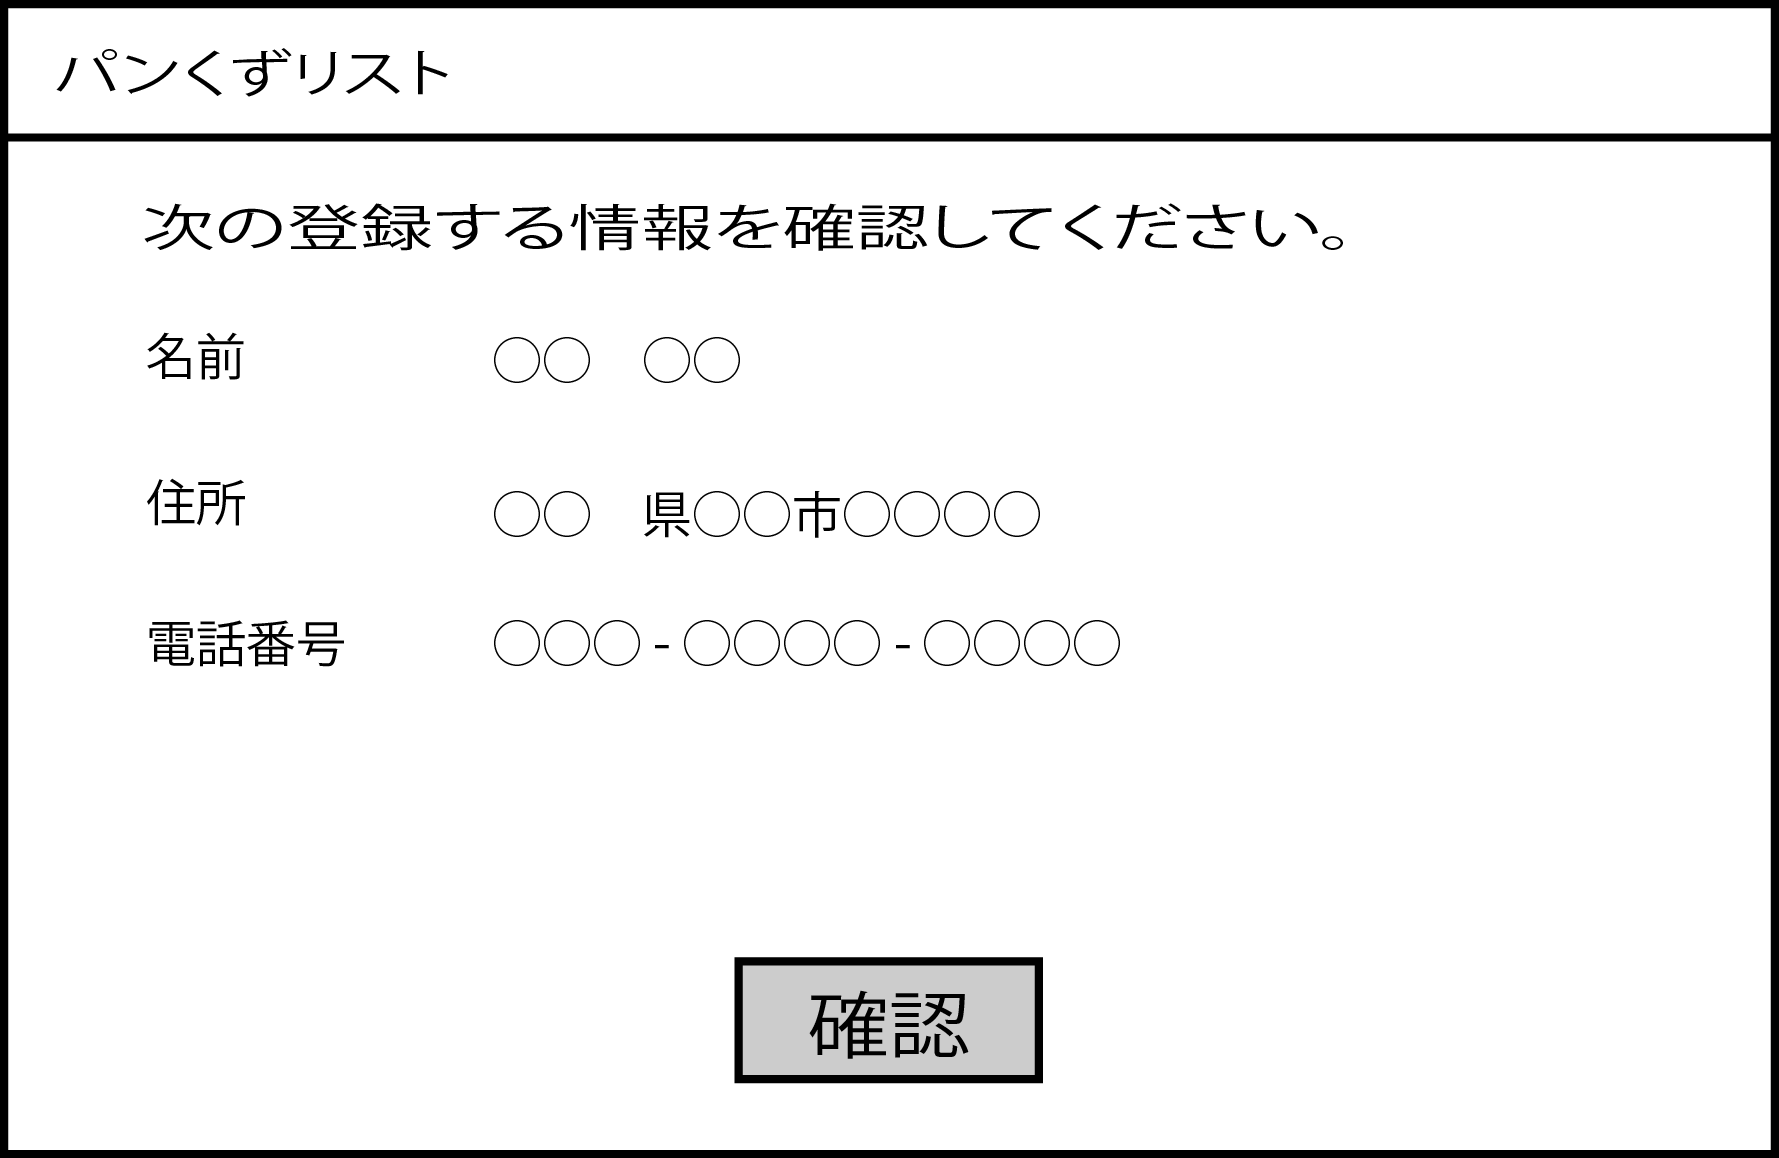 パンくずリスト
次の登録する情報を確認してください。
名前　◯◯　◯◯
住所　◯◯　県◯◯市◯◯◯◯
電話番号　◯◯◯ - ◯◯◯◯ - ◯◯◯◯
確認